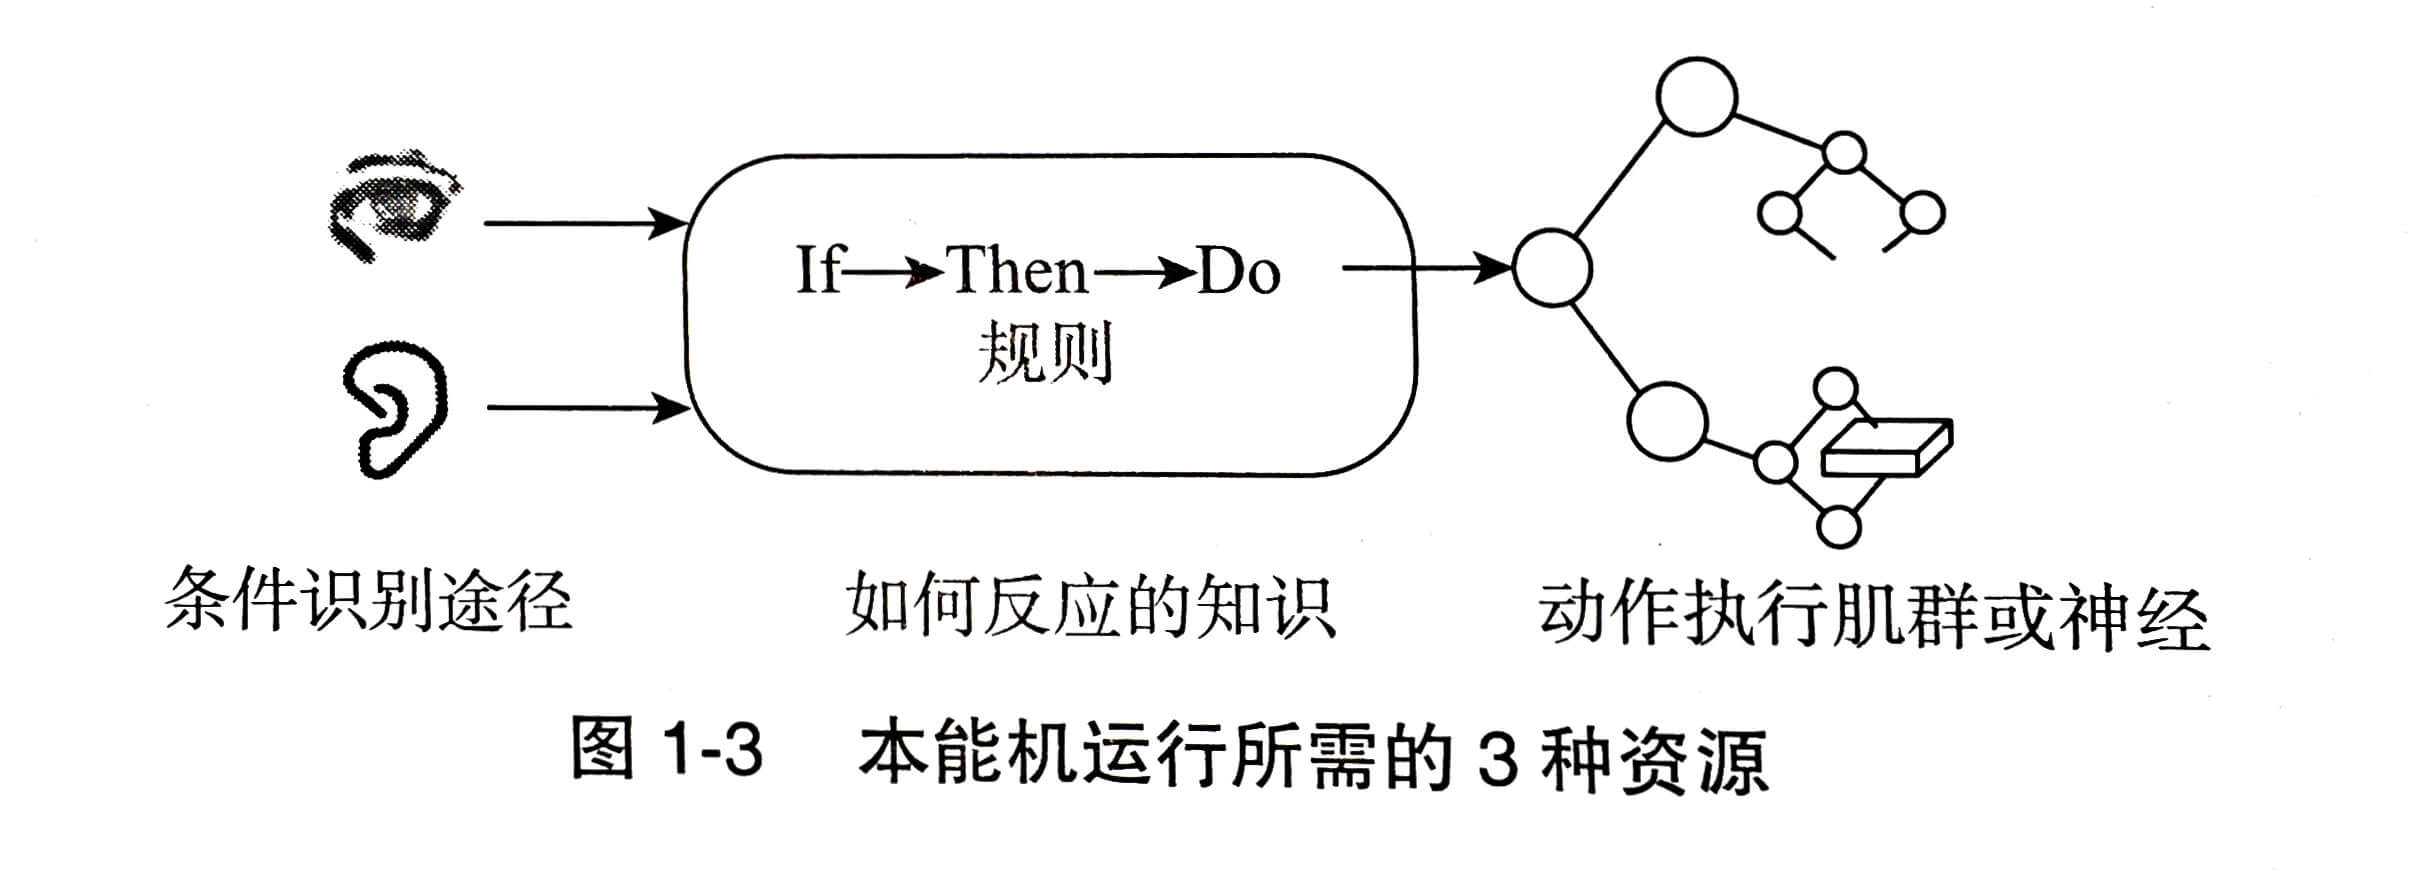 If→Then→Do
规则
条件识别途径
如何反应的知识
动作执行肌群或神经
图 1-3 本能机运行所需的 3 种资源